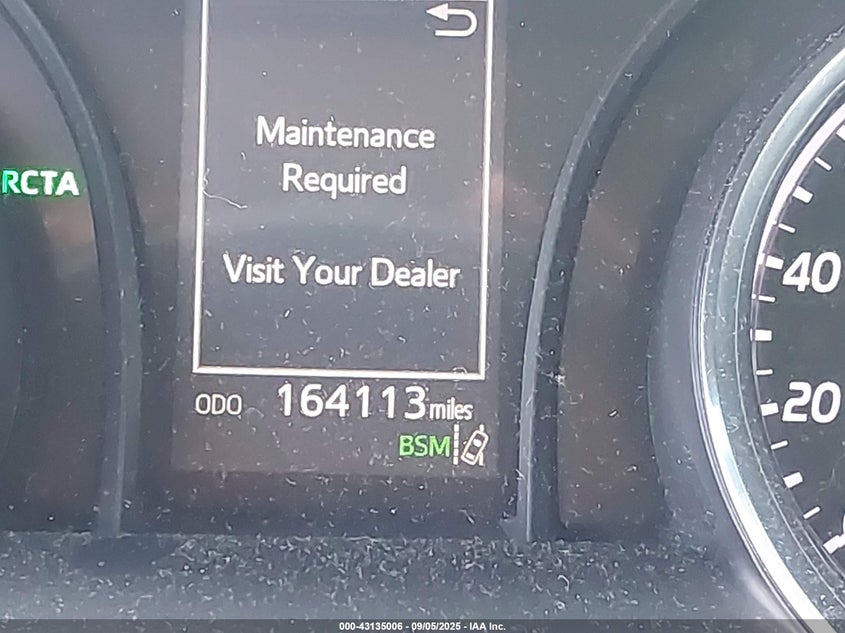 Maintenance
Required
RCTA
Visit Your Dealer
40
ODO 164113 miles
20
BSM
000-43135006 - 09/05/2025 - IAA Inc.